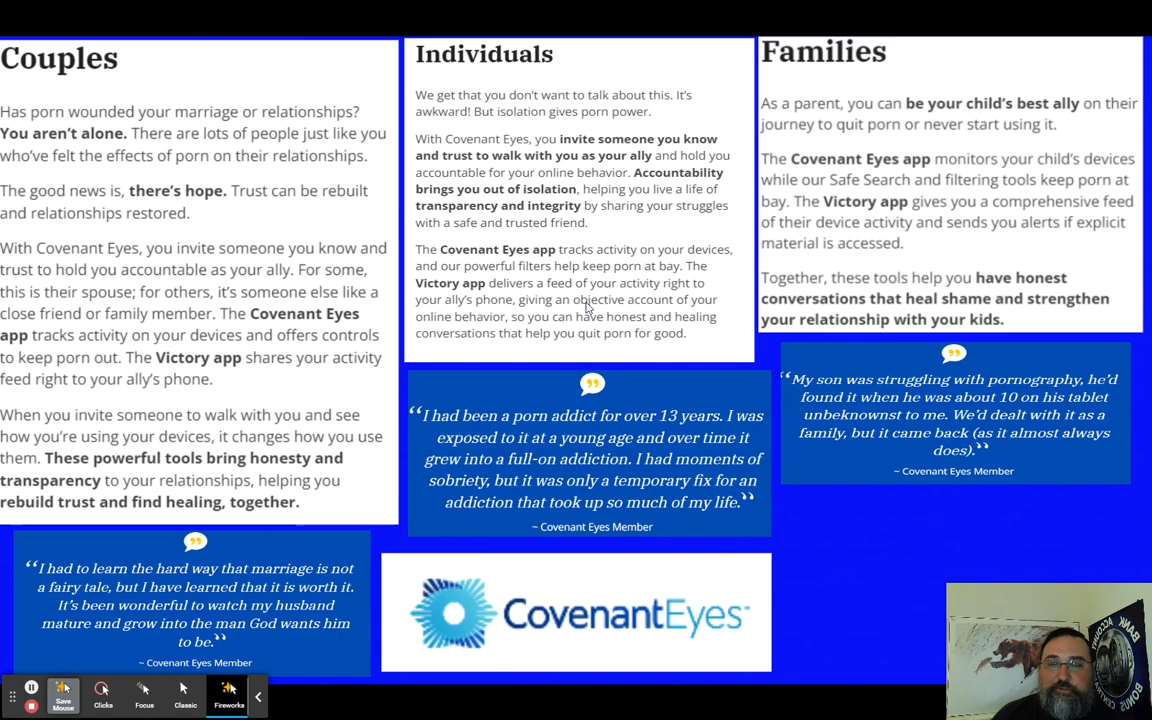 Couples
Has porn wounded your marriage or relationships?
You aren't alone. There are lots of people just like you
who've felt the effects of porn on their relationships.
The good news is, there's hope. Trust can be rebuilt
and relationships restored.
With Covenant Eyes, you invite someone you know and
trust to hold you accountable as your ally. For some,
this is their spouse; for others, it's someone else like a
close friend or family member. The Covenant Eyes
app tracks activity on your devices and offers controls
to keep porn out. The Victory app shares your activity
feed right to your ally's phone.
When you invite someone to walk with you and see
how you're using your devices, it changes how you use
them. These powerful tools bring honesty and
transparency to your relationships, helping you
rebuild trust and find healing, together.
“I had to learn the hard way that marriage is not
a fairy tale, but I have learned that it is worth it.
It's been wonderful to watch my husband
mature and grow into the man God wants him
to be.”
~ Covenant Eyes Member
Individuals
We get that you don't want to talk about this. It's
awkward! But isolation gives porn power.
With Covenant Eyes, you invite someone you know
and trust to walk with you as your ally and hold you
accountable for your online behavior. Accountability
brings you out of isolation, helping you live a life of
transparency and integrity by sharing your struggles
with a safe and trusted friend.
The Covenant Eyes app tracks activity on your devices,
and our powerful filters help keep porn at bay. The
Victory app delivers a feed of your activity right to
your ally's phone, giving an objective account of your
online behavior, so you can have honest and healing
conversations that help you quit porn for good.
“I had been a porn addict for over 13 years. I was
exposed to it at a young age and over time it
grew into a full-on addiction. I had moments of
sobriety, but it was only a temporary fix for an
addiction that took up so much of my life.”
~ Covenant Eyes Member
CovenantEyes™
Families
As a parent, you can be your child's best ally on their
journey to quit porn or never start using it.
The Covenant Eyes app monitors your child's devices
while our Safe Search and filtering tools keep porn at
bay. The Victory app gives you a comprehensive feed
of their device activity and sends you alerts if explicit
material is accessed.
Together, these tools help you have honest
conversations that heal shame and strengthen
your relationship with your kids.
“My son was struggling with pornography, he'd
found it when he was about 10 on his tablet
unbeknownst to me. We'd dealt with it as a
family, but it came back (as it almost always
does).”
~ Covenant Eyes Member
BANK ACCOUNT
Save
Mouse
Clicks
Focus
Classic
Fireworks